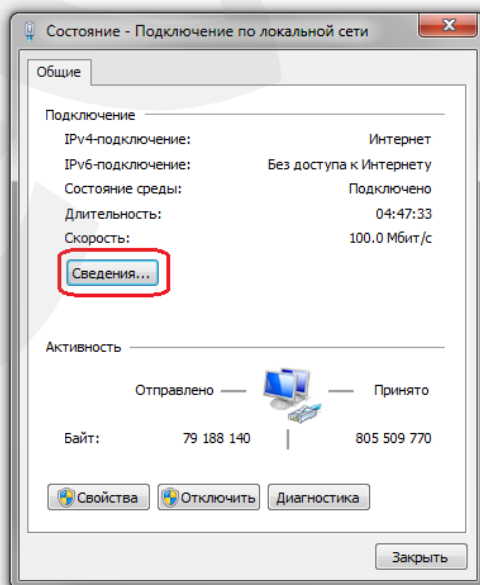 Состояние - Подключение по локальной сети
Общие
Подключение
IPv4-подключение: Интернет
IPv6-подключение: Без доступа к Интернету
Состояние среды: Подключено
Длительность: 04:47:33
Скорость: 100.0 Мбит/с
Сведения...
Активность
Отправлено — — Принято
Байт: 79 188 140 | 805 509 770
Свойства Отключить Диагностика
Закрыть